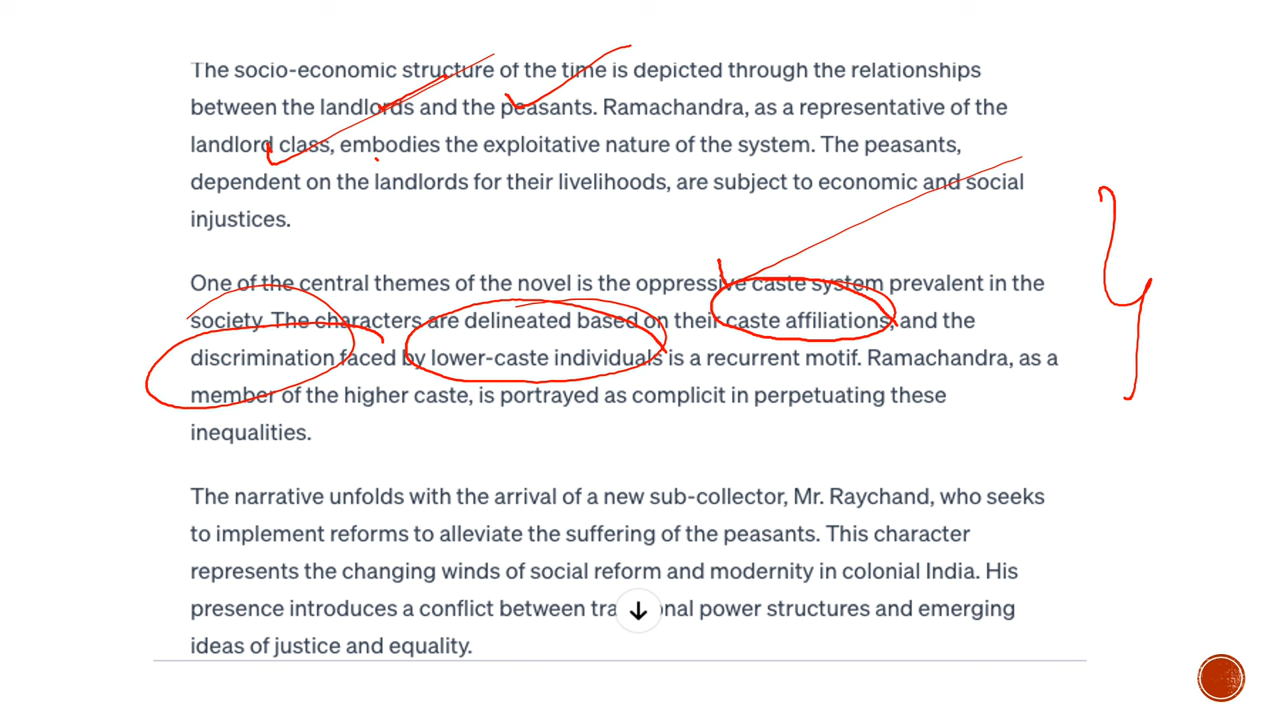 The socio-economic structure of the time is depicted through the relationships
between the landlords and the peasants. Ramachandra, as a representative of the
landlord class, embodies the exploitative nature of the system. The peasants,
dependent on the landlords for their livelihoods, are subject to economic and social
injustices.
One of the central themes of the novel is the oppressive caste system prevalent in the
society. The characters are delineated based on their caste affiliations, and the
discrimination faced by lower-caste individuals is a recurrent motif. Ramachandra, as a
member of the higher caste, is portrayed as complicit in perpetuating these
inequalities.
The narrative unfolds with the arrival of a new sub-collector, Mr. Raychand, who seeks
to implement reforms to alleviate the suffering of the peasants. This character
represents the changing winds of social reform and modernity in colonial India. His
presence introduces a conflict between power structures and emerging
ideas of justice and equality.